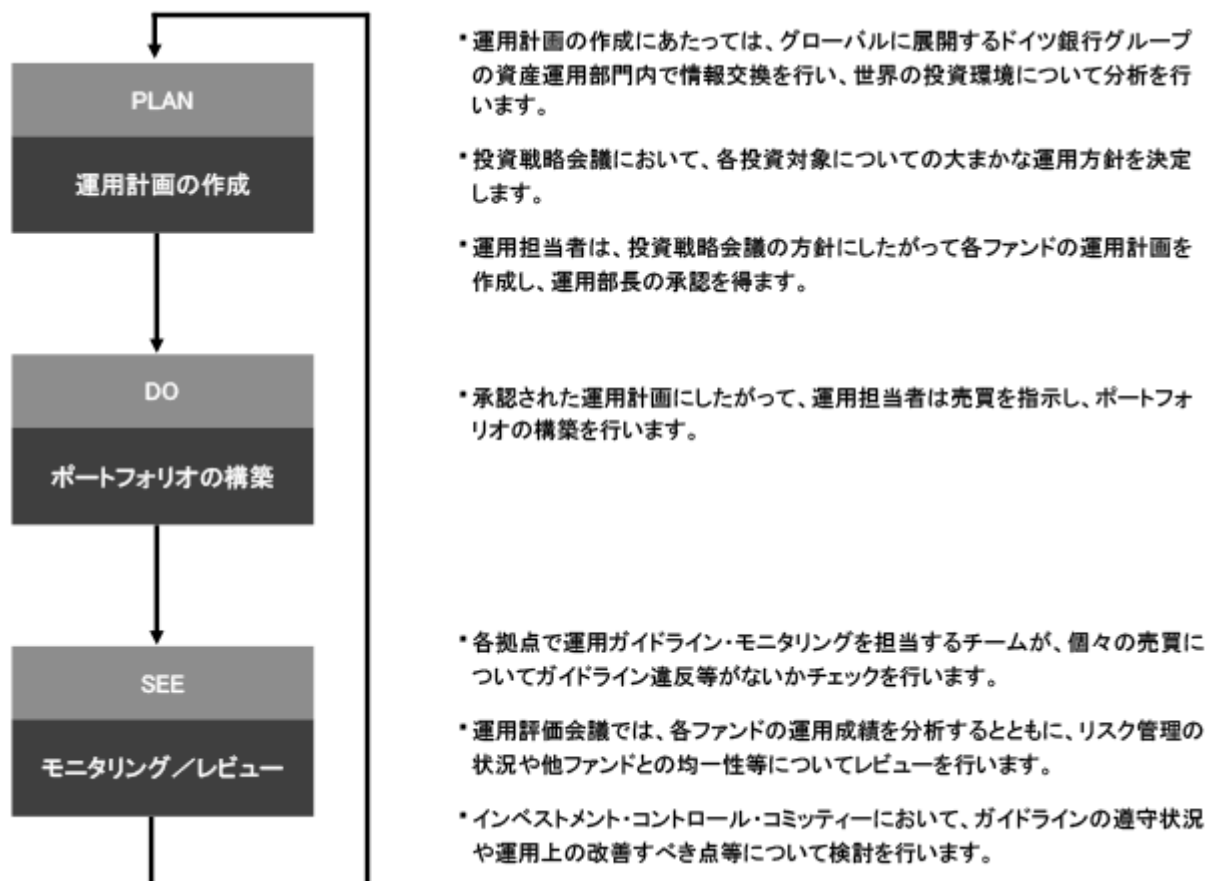 PLAN
運用計画の作成
・運用計画の作成にあたっては、グローバルに展開するドイツ銀行グループ
の資産運用部門内で情報交換を行い、世界の投資環境について分析を行
います。
・投資戦略会議において、各投資対象についての大まかな運用方針を決定
します。
・運用担当者は、投資戦略会議の方針にしたがって各ファンドの運用計画を
作成し、運用部長の承認を得ます。
DO
ポートフォリオの構築
・承認された運用計画にしたがって、運用担当者は売買を指示し、ポートフォ
リオの構築を行います。
SEE
モニタリング／レビュー
・各拠点で運用ガイドライン・モニタリングを担当するチームが、個々の売買に
ついてガイドライン違反等がないかチェックを行います。
・運用評価会議では、各ファンドの運用成績を分析するとともに、リスク管理の
状況や他ファンドとの均一性等についてレビューを行います。
・インベストメント・コントロール・コミッティーにおいて、ガイドラインの遵守状況
や運用上の改善すべき点等について検討を行います。